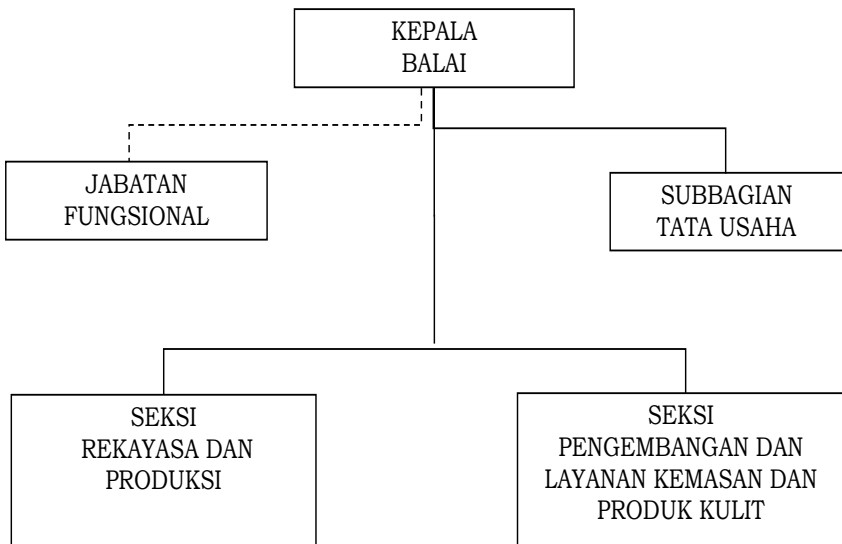 KEPALA
BALAI
JABATAN
FUNGSIONAL
SUBBAGIAN
TATA USAHA
SEKSI
REKAYASA DAN
PRODUKSI
SEKSI
PENGEMBANGAN DAN
LAYANAN KEMASAN DAN
PRODUK KULIT